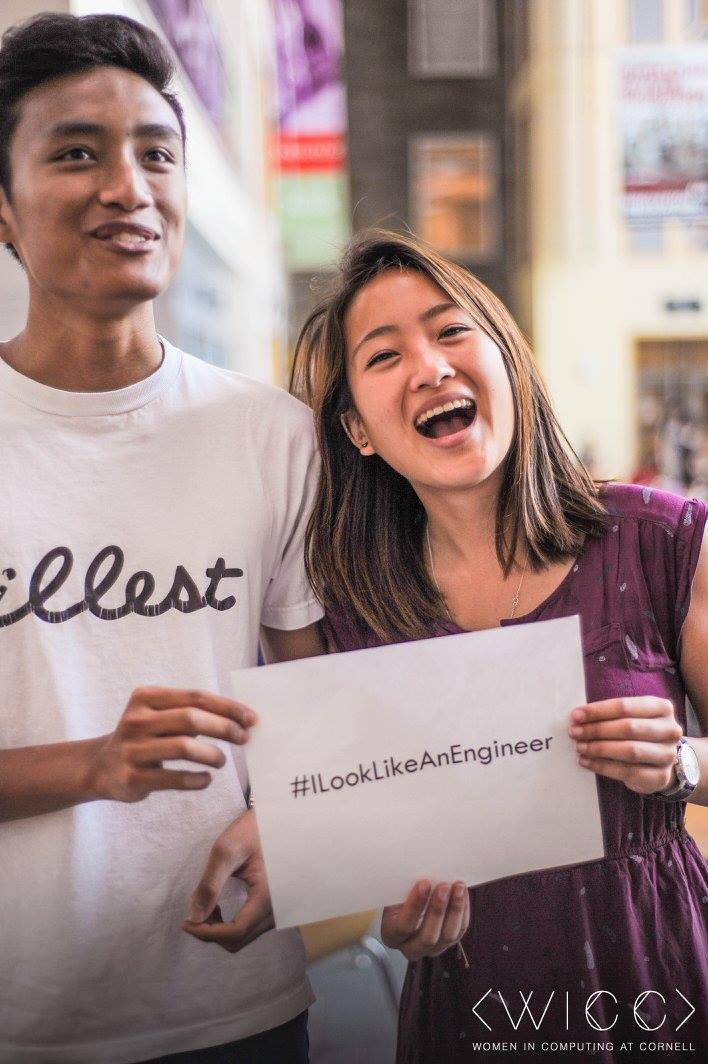 illest
#ILookLikeAnEngineer
<WICC>
WOMEN IN COMPUTING AT CORNELL